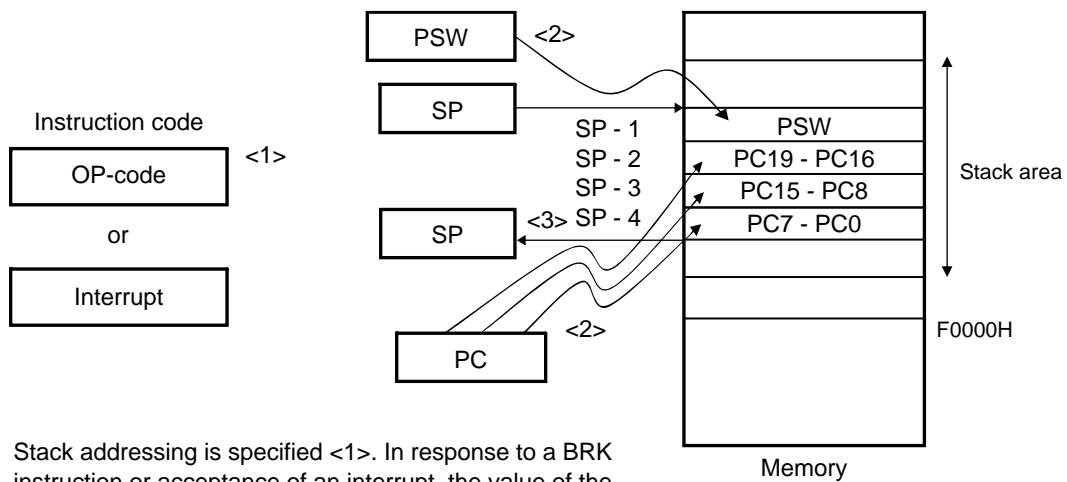 PSW
<2>
SP
Instruction code
OP-code
<1>
or
Interrupt
SP - 1
SP - 2
SP - 3
SP - 4
PSW
PC19 - PC16
PC15 - PC8
PC7 - PC0
Stack area
SP
<3>
<2>
PC
F0000H
Memory
Stack addressing is specified <1>. In response to a BRK
instruction or acceptance of an interrupt, the value of the